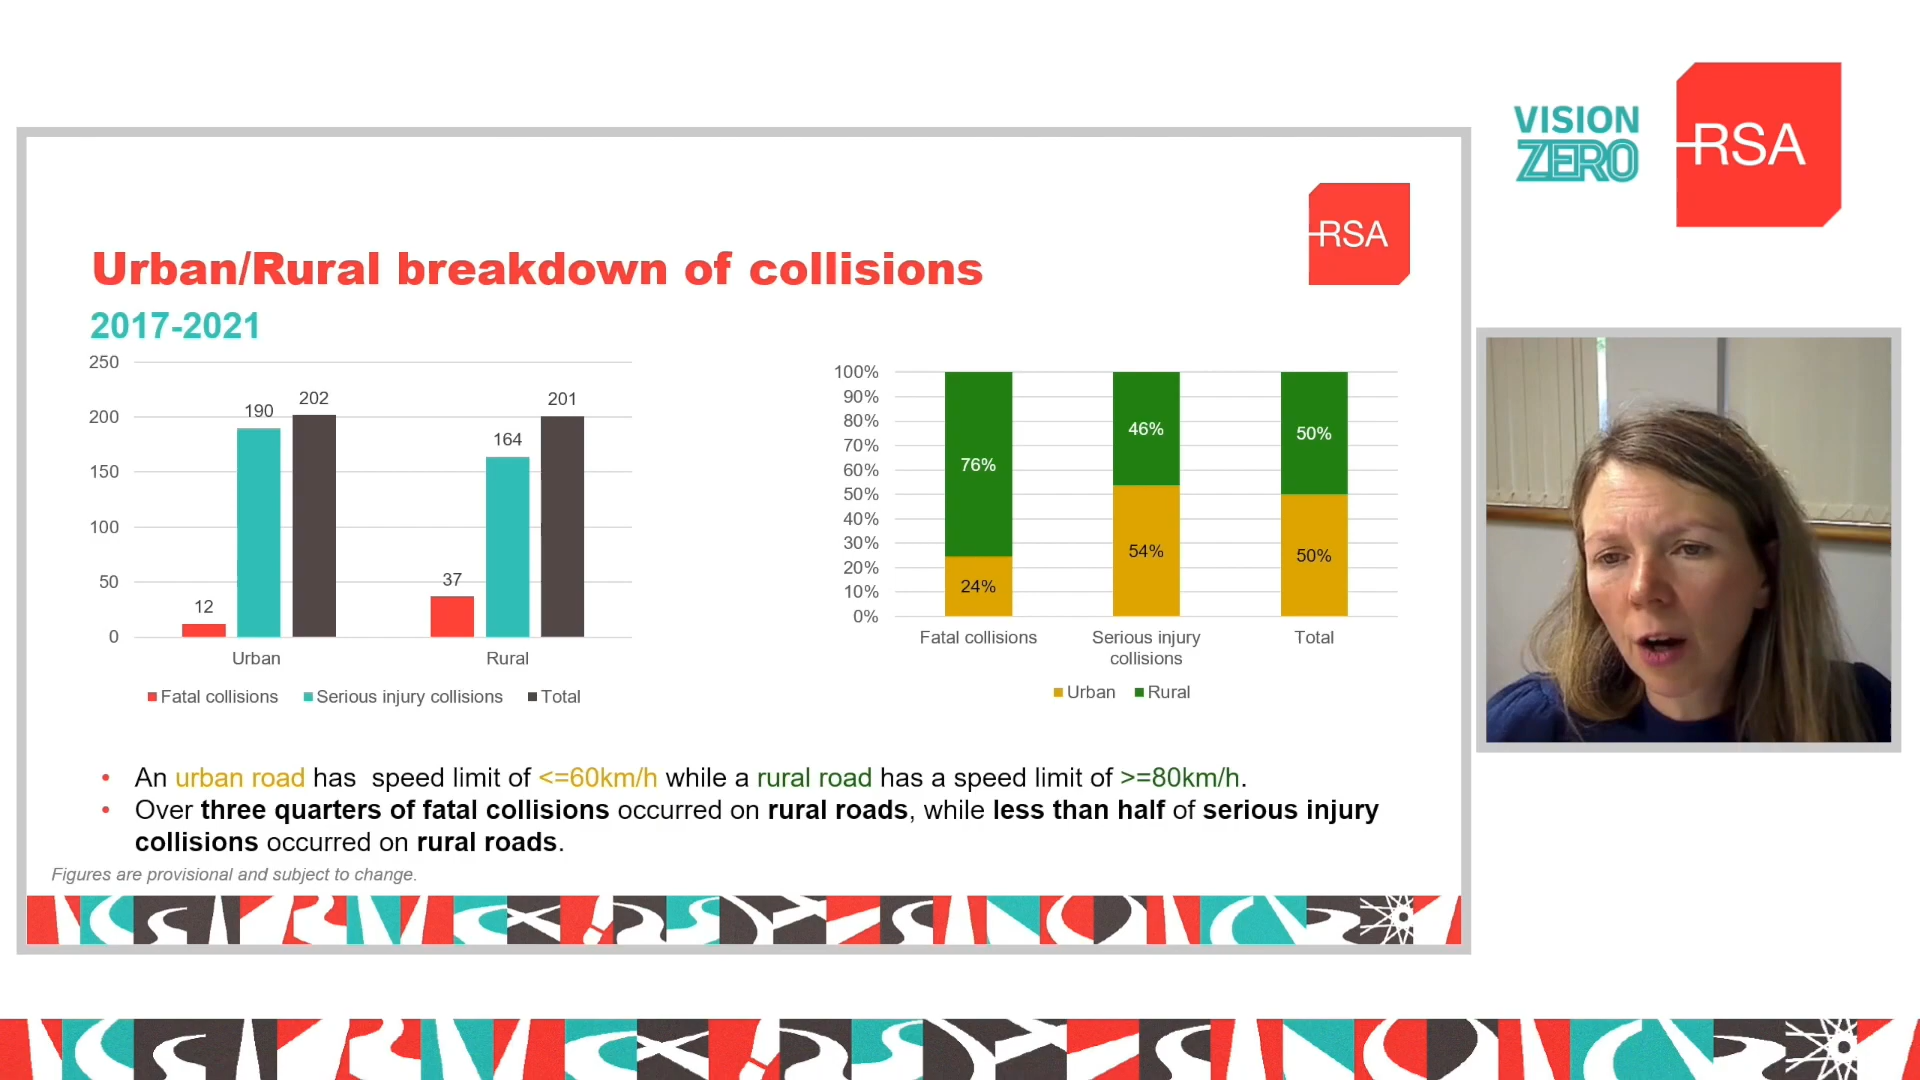 VISION
ZERO
RSA
RSA
Urban/Rural breakdown of collisions
2017-2021
250
200
150
100
50
0
190
202
12
201
164
37
Urban
Rural
Fatal collisions
Serious injury collisions
Total
100%
90%
80%
70%
60%
50%
40%
30%
20%
10%
0%
76%
24%
46%
54%
50%
50%
Fatal collisions
Serious injury
collisions
Total
Urban
Rural
• An urban road has  speed limit of <=60km/h while a rural road has a speed limit of >=80km/h.
• Over three quarters of fatal collisions occurred on rural roads, while less than half of serious injury
collisions occurred on rural roads.
Figures are provisional and subject to change.